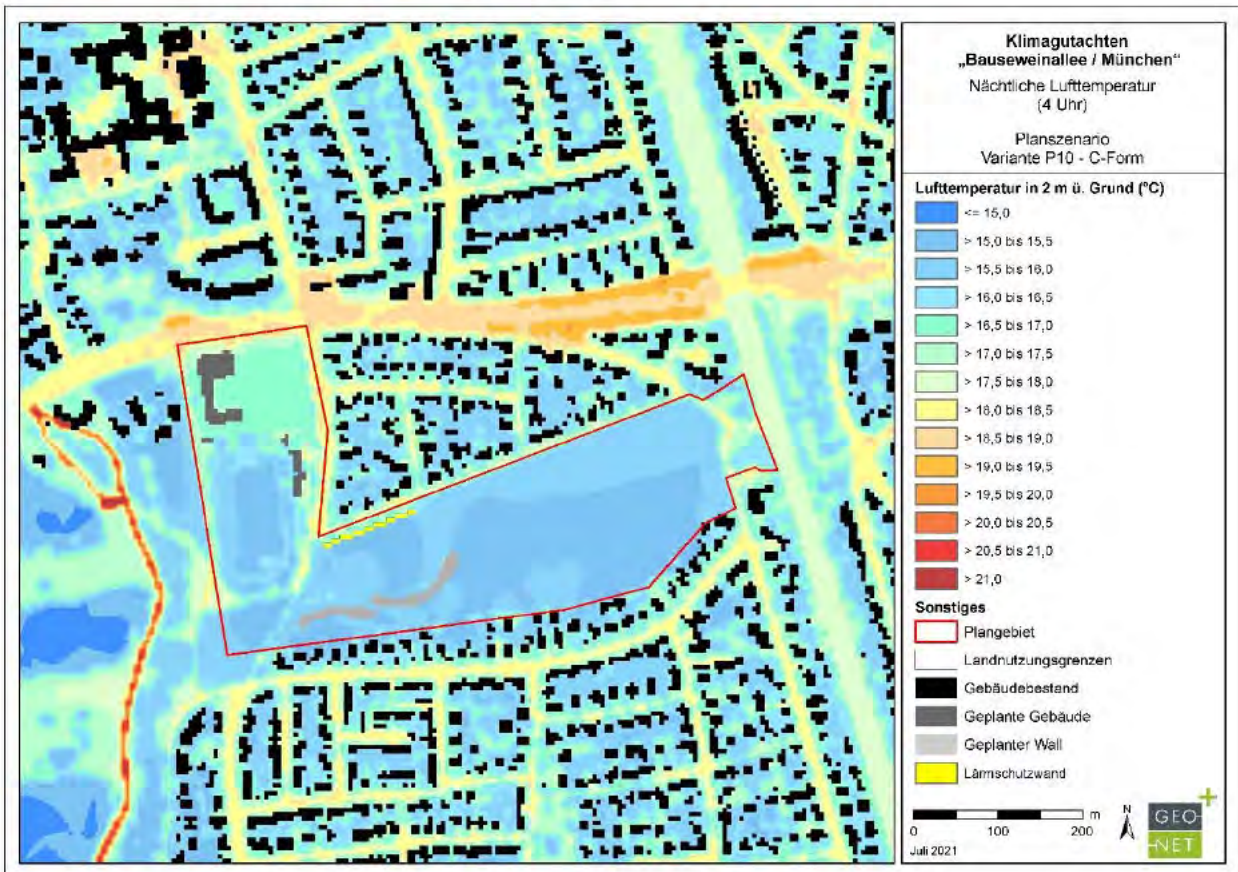 Klimagutachten
„Bauseweinallee / München"
Nächtliche Lufttemperatur
(4 Uhr)
Planszenario
Variante P10 - C-Form
Lufttemperatur in 2 m ü. Grund (°C)
<= 15,0
> 15,0 bis 15,5
> 15,5 bis 16,0
> 16,0 bis 16,5
> 16,5 bis 17,0
> 17,0 bis 17,5
> 17,5 bis 18,0
> 18,0 bis 18,5
> 18,5 bis 19,0
> 19,0 bis 19,5
> 19,5 bis 20,0
> 20,0 bis 20,5
> 20,5 bis 21,0
> 21,0
Sonstiges
Plangebiet
Landnutzungsgrenzen
Gebäudebestand
Geplante Gebäude
Geplanter Wall
Lärmschutzwand
m
0 100 200
N
Juli 2021
GEO-
-NET